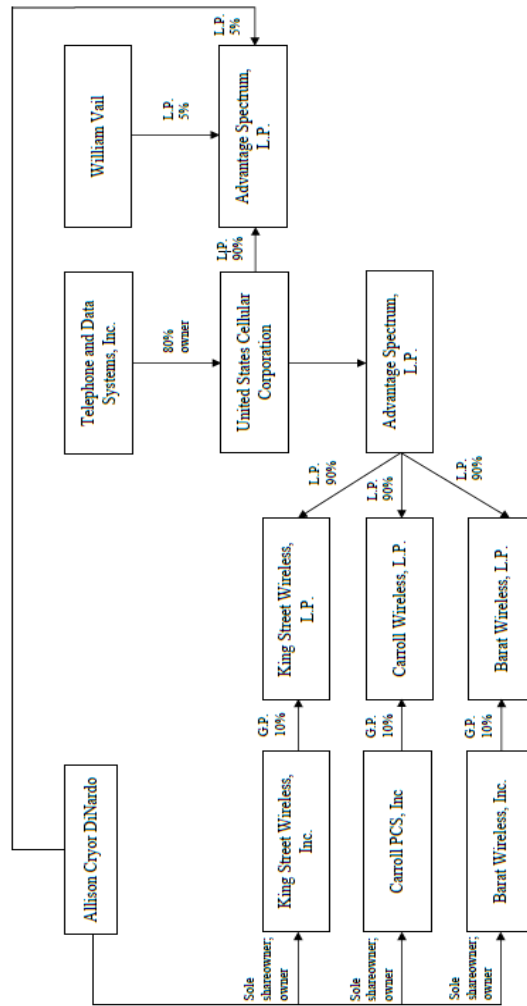 Allison Cryor DiNardo
Telephone and Data
Systems, Inc.
William Vail
80%
owner
L.P.
5%
L.P.
5%
King Street Wireless,
Inc.
G.P.
10%
King Street Wireless,
L.P.
United States Cellular
Corporation
L.P.
90%
Advantage Spectrum,
L.P.
Sole
shareowner;
owner
L.P.
90%
Carroll PCS, Inc
G.P.
10%
Carroll Wireless, L.P.
L.P.
90%
Advantage Spectrum,
L.P.
Sole
shareowner;
owner
L.P.
90%
Barat Wireless, Inc.
G.P.
10%
Barat Wireless, L.P.
Sole
shareowner;
owner